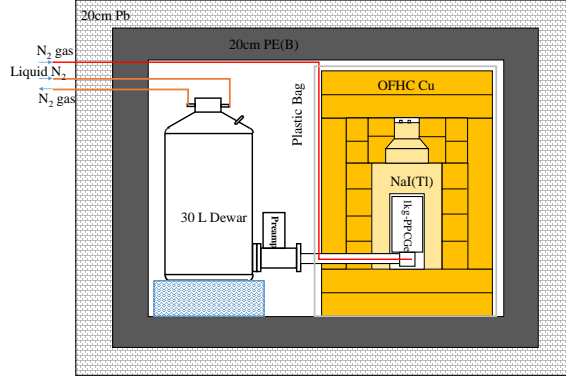 20cm Pb
20cm PE(B)
N2 gas
Liquid N2
N2 gas
Plastic Bag
OFHC Cu
NaI(Tl)
1kg-PPCGe
30 L Dewar
Preamp